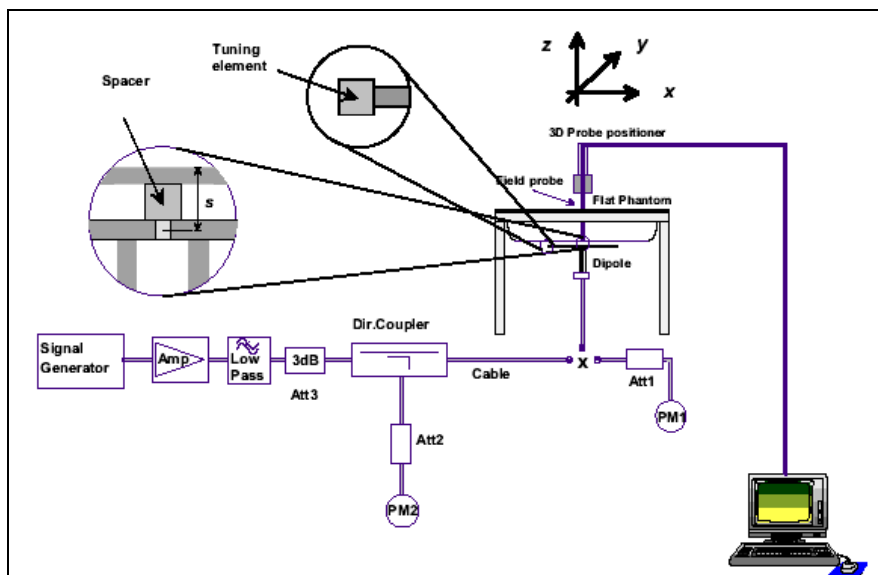 Tuning
element
Spacer
z
y
x
3D Probe positioner
Field probe
Flat Phantom
s
Dipole
Dir.Coupler
Signal
Generator
Amp
Low
Pass
3dB
Att3
Cable
x
Att1
PM1
Att2
PM2